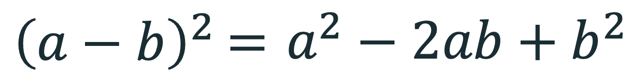 (a − b)² = a² − 2ab + b²